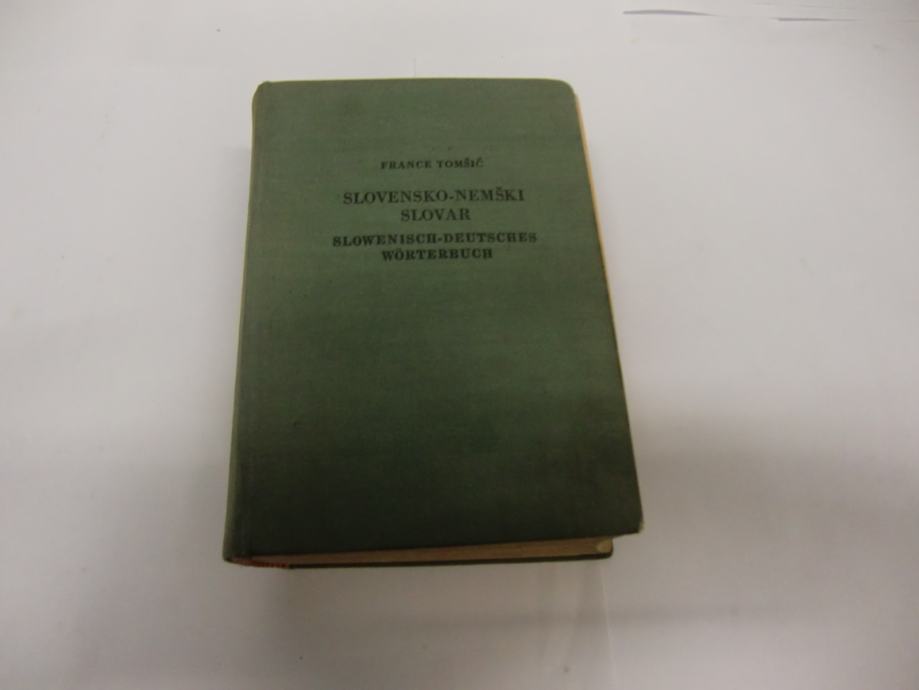 FRANCE TOMŠIČ
SLOVENSKO-NEMŠKI
SLOVAR
SLOWENISCH-DEUTSCHES
WÖRTERBUCH